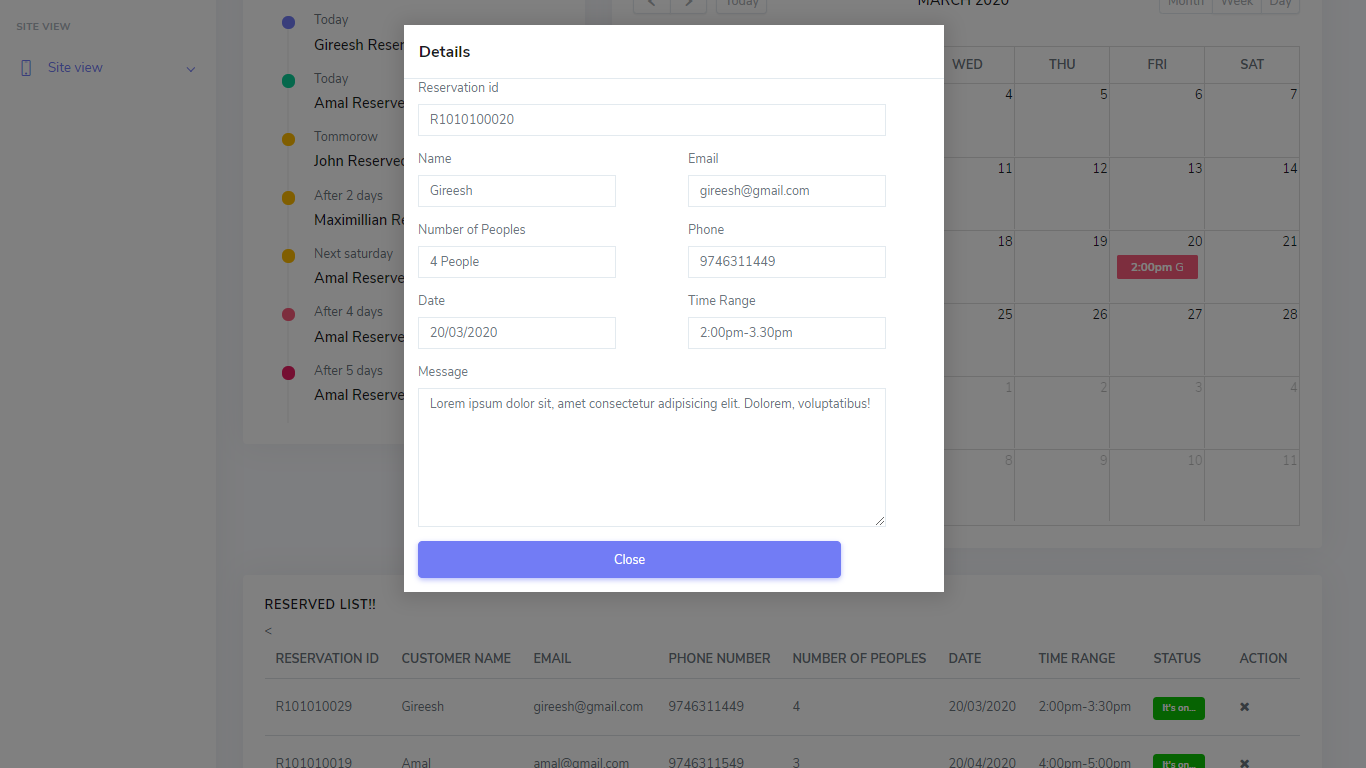 SITE VIEW
Site view
Today
Gireesh Reser
Today
Amal Reserve
Tommorow
John Reserved
After 2 days
Maximillian Re
Next saturday
Amal Reserve
After 4 days
Amal Reserve
After 5 days
Amal Reserve
Today
MARCH 2020
Month Week Day
WED THU FRI SAT
4 5 6 7
11 12 13 14
18 19 20 21
2:00pm G
25 26 27 28
1 2 3 4
8 9 10 11
Details
Reservation id
R1010100020
Name Email
Gireesh gireesh@gmail.com
Number of Peoples Phone
4 People 9746311449
Date Time Range
20/03/2020 2:00pm-3.30pm
Message
Lorem ipsum dolor sit, amet consectetur adipisicing elit. Dolorem, voluptatibus!
Close
RESERVED LIST!!
<
RESERVATION ID CUSTOMER NAME EMAIL PHONE NUMBER NUMBER OF PEOPLES DATE TIME RANGE STATUS ACTION
R101010029 Gireesh gireesh@gmail.com 9746311449 4 20/03/2020 2:00pm-3:30pm It's on... ✖
R101010019 Amal amal@gmail.com 9746311549 3 20/04/2020 4:00pm-5:00pm It's on... ✖